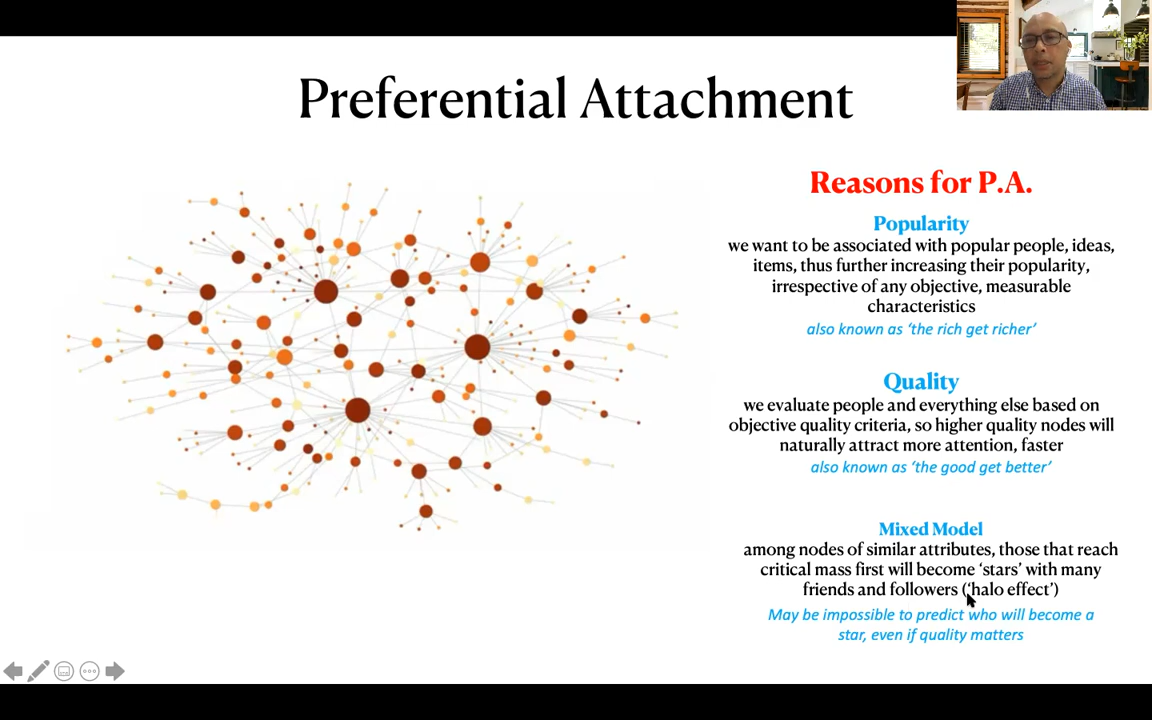 Preferential Attachment
Reasons for P.A.
Popularity
we want to be associated with popular people, ideas,
items, thus further increasing their popularity,
irrespective of any objective, measurable
characteristics
also known as ‘the rich get richer’
Quality
we evaluate people and everything else based on
objective quality criteria, so higher quality nodes will
naturally attract more attention, faster
also known as ‘the good get better’
Mixed Model
among nodes of similar attributes, those that reach
critical mass first will become ‘stars’ with many
friends and followers (‘halo effect’)
May be impossible to predict who will become a
star, even if quality matters